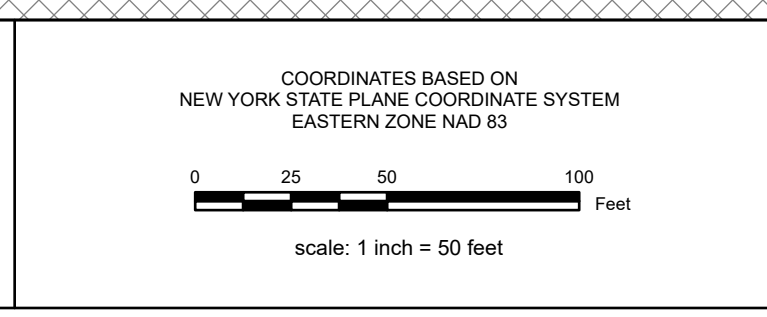 COORDINATES BASED ON
NEW YORK STATE PLANE COORDINATE SYSTEM
EASTERN ZONE NAD 83
0 25 50 100
Feet
scale: 1 inch = 50 feet